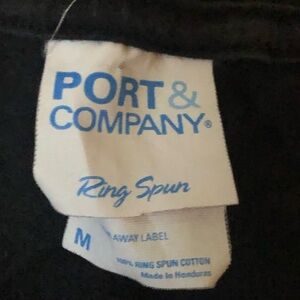 PORT &
COMPANY®
Ring Spun
M
AWAY LABEL
100% RING SPUN COTTON
Made in Honduras